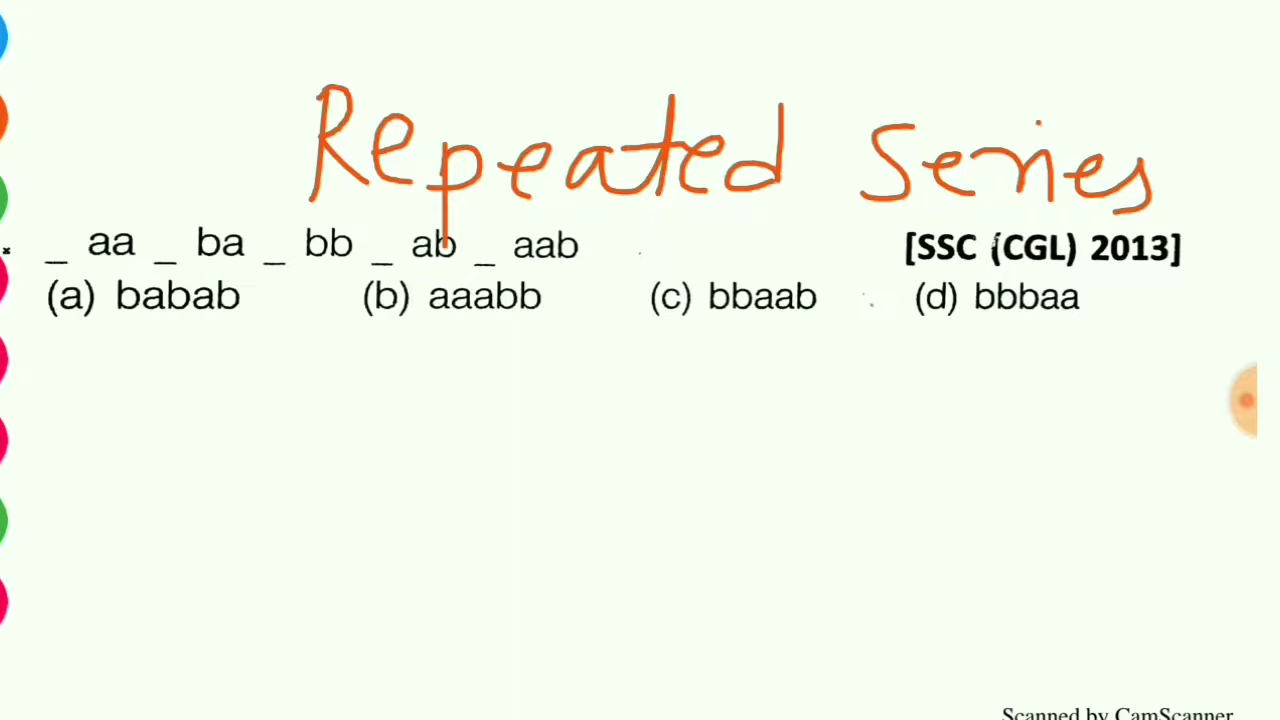 Repeated Series
_ aa _ ba _ bb _ ab _ aab [SSC (CGL) 2013]
(a) babab (b) aaabb (c) bbaab (d) bbbaa
Scanned by CamScanner